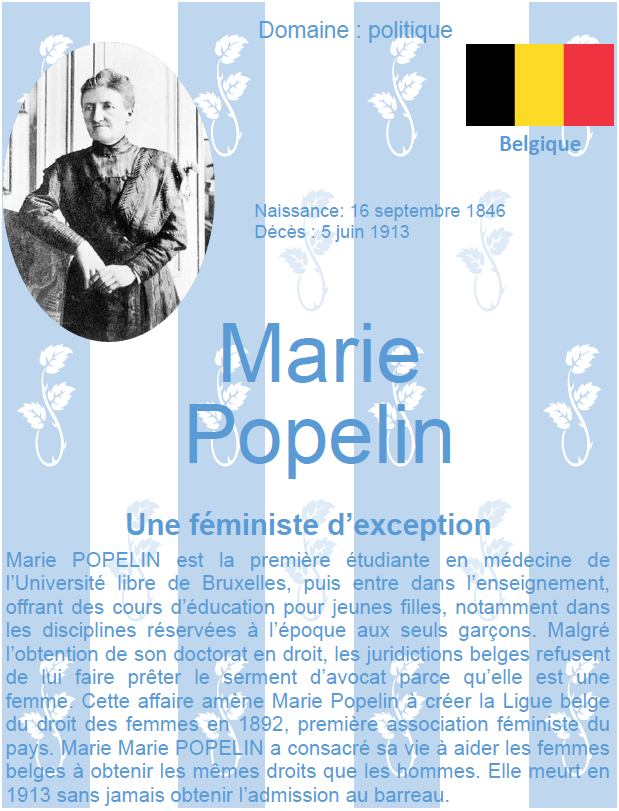 Domaine : politique
Belgique
Naissance: 16 septembre 1846
Décès : 5 juin 1913
Marie
Popelin
Une féministe d’exception
Marie POPELIN est la première étudiante en médecine de
l’Université libre de Bruxelles, puis entre dans l’enseignement,
offrant des cours d’éducation pour jeunes filles, notamment dans
les disciplines réservées à l’époque aux seuls garçons. Malgré
l’obtention de son doctorat en droit, les juridictions belges refusent
de lui faire prêter le serment d’avocat parce qu’elle est une
femme. Cette affaire amène Marie Popelin à créer la Ligue belge
du droit des femmes en 1892, première association féministe du
pays. Marie Marie POPELIN a consacré sa vie à aider les femmes
belges à obtenir les mêmes droits que les hommes. Elle meurt en
1913 sans jamais obtenir l’admission au barreau.